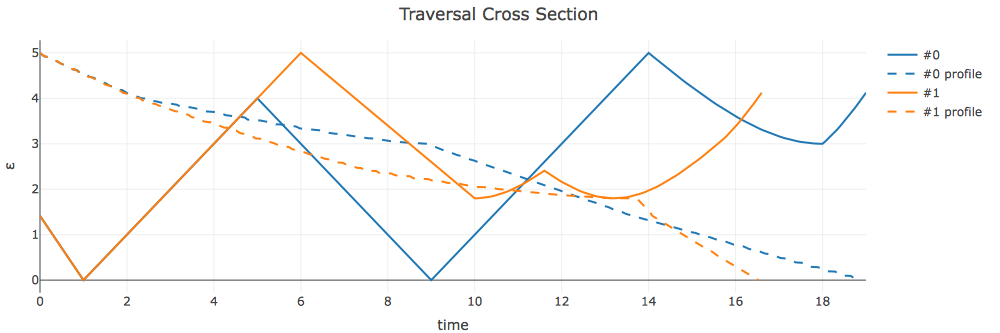 Traversal Cross Section
#0
#0 profile
#1
#1 profile
5
4
3
2
1
0
ε
0 2 4 6 8 10 12 14 16 18
time